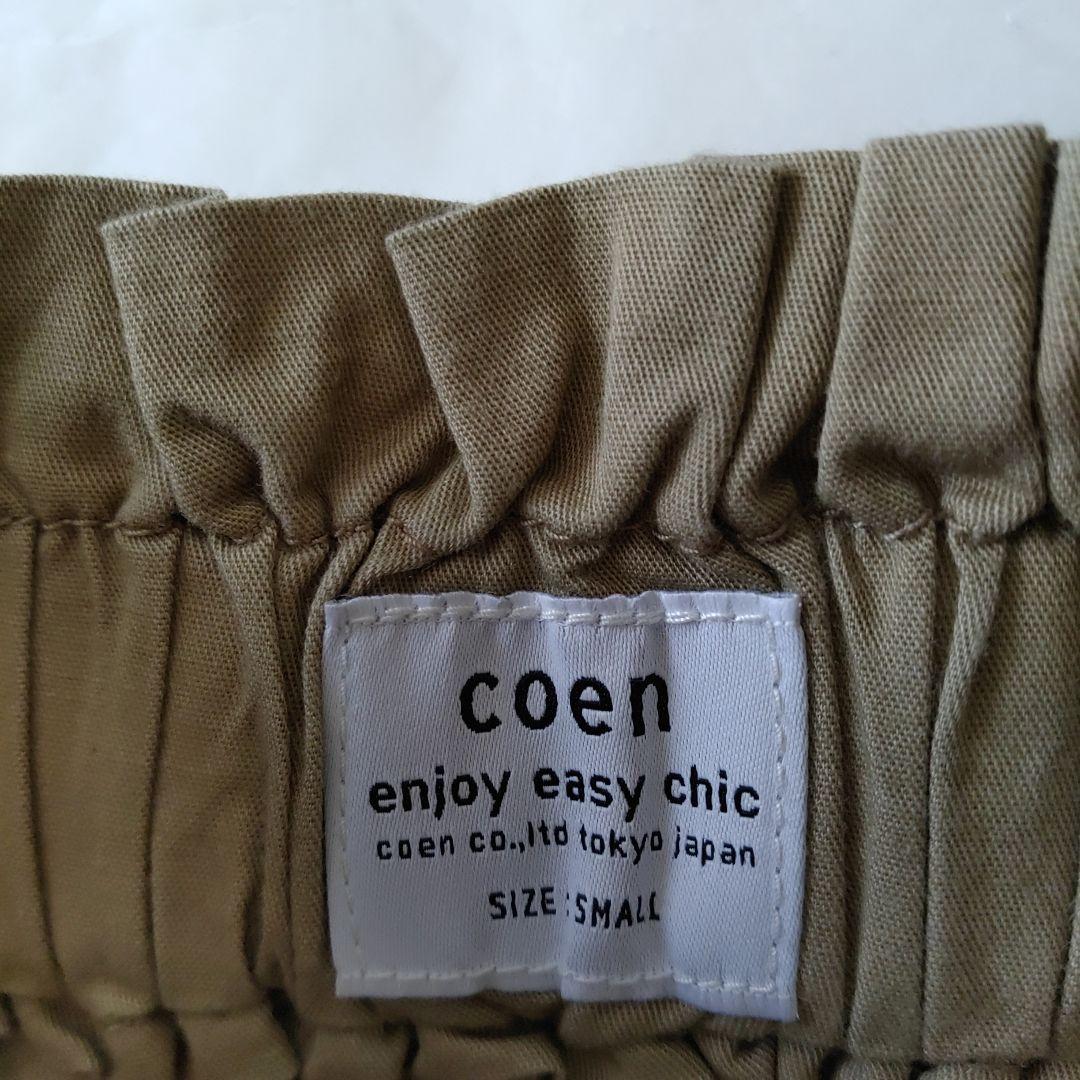 coen
enjoy easy chic
coen co.,ltd tokyo japan
SIZE:SMALL